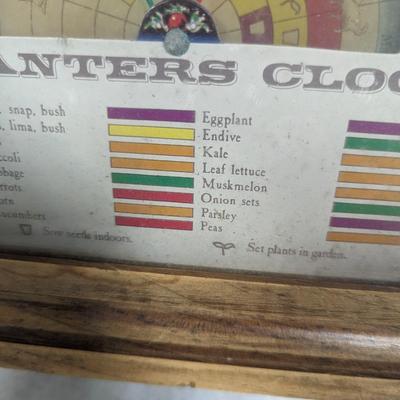 ANTERS CLOC
snap, bush
lima, bush
Eggplant
Endive
Kale
Leaf lettuce
Muskmelon
Onion sets
Parsley
Peas
Sow seeds indoors.
Set plants in garden.